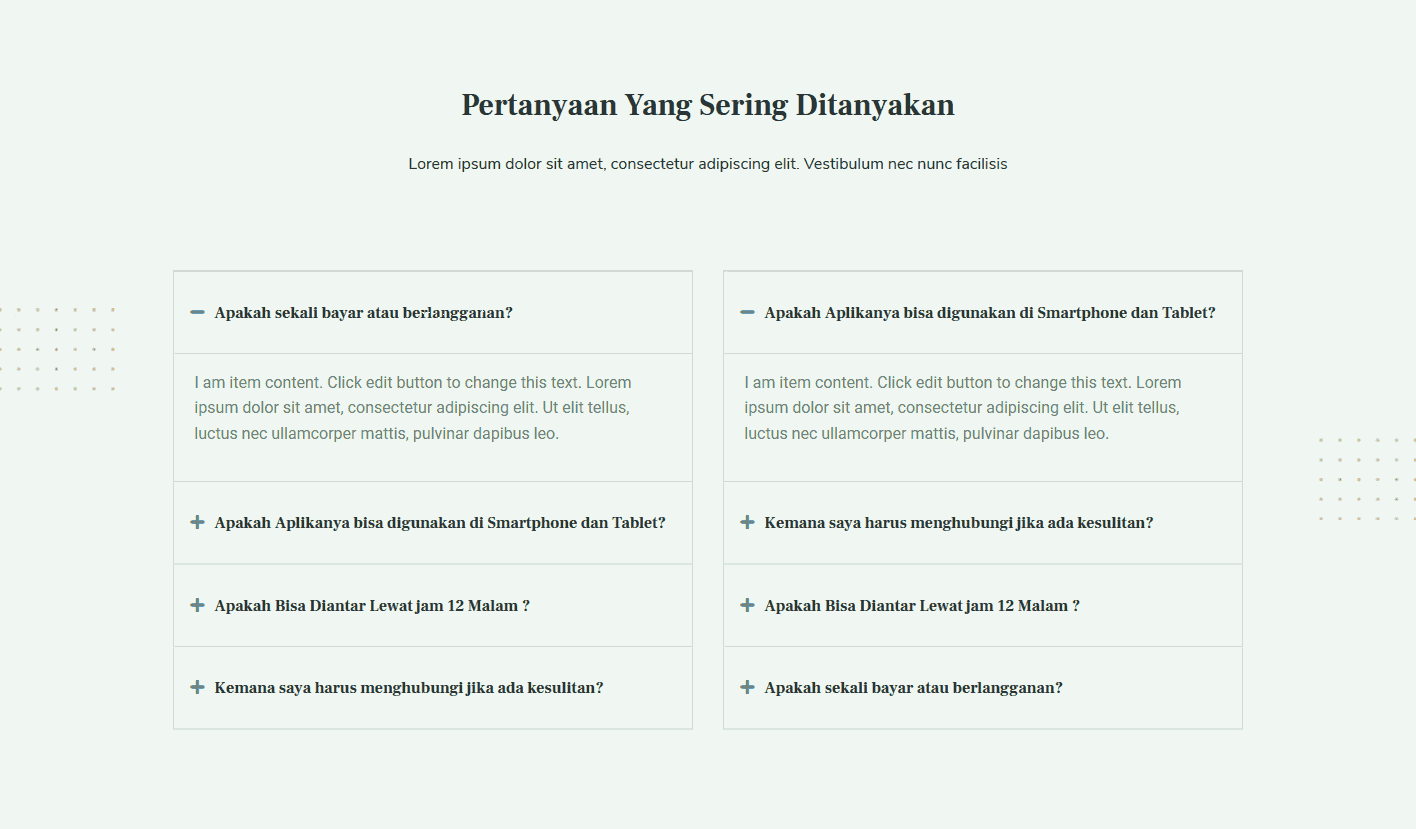 Pertanyaan Yang Sering Ditanyakan
Lorem ipsum dolor sit amet, consectetur adipiscing elit. Vestibulum nec nunc facilisis
Apakah sekali bayar atau berlangganan?
I am item content. Click edit button to change this text. Lorem
ipsum dolor sit amet, consectetur adipiscing elit. Ut elit tellus,
luctus nec ullamcorper mattis, pulvinar dapibus leo.
Apakah Aplikanya bisa digunakan di Smartphone dan Tablet?
Apakah Bisa Diantar Lewat jam 12 Malam ?
Kemana saya harus menghubungi jika ada kesulitan?
Apakah Aplikanya bisa digunakan di Smartphone dan Tablet?
I am item content. Click edit button to change this text. Lorem
ipsum dolor sit amet, consectetur adipiscing elit. Ut elit tellus,
luctus nec ullamcorper mattis, pulvinar dapibus leo.
Kemana saya harus menghubungi jika ada kesulitan?
Apakah Bisa Diantar Lewat jam 12 Malam ?
Apakah sekali bayar atau berlangganan?